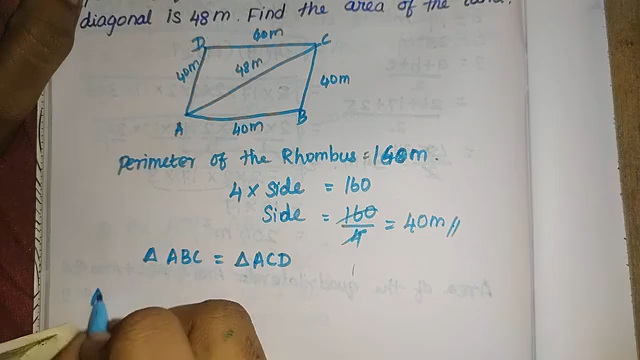 diagonal is 48m. Find the area of the land.
D 40m C
40m 48m 40m
A 40m B
Perimeter of the Rhombus = 160m.
4 × side = 160
Side = 160/4 = 40m //
Δ ABC = Δ ACD